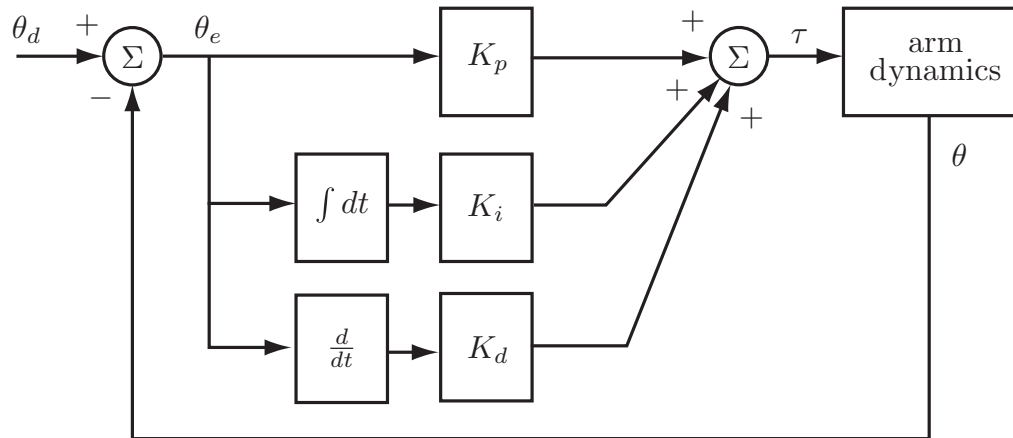 θ_d
+
Σ
−
θ_e
K_p
+
Σ
+
+
τ
arm
dynamics
θ
∫ dt
K_i
d/dt
K_d